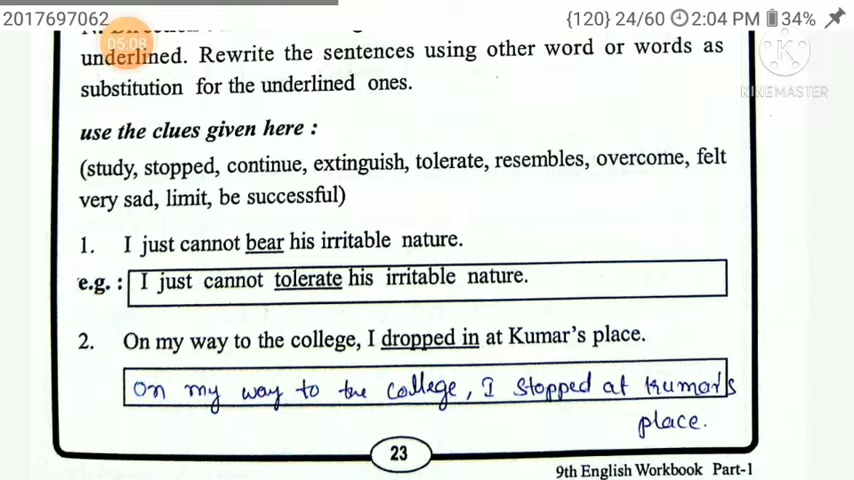 2017697062 {120} 24/60 2:04 PM 34%
05:08
underlined. Rewrite the sentences using other word or words as
substitution for the underlined ones.
KINEMASTER
use the clues given here :
(study, stopped, continue, extinguish, tolerate, resembles, overcome, felt
very sad, limit, be successful)
1. I just cannot bear his irritable nature.
e.g. : I just cannot tolerate his irritable nature.
2. On my way to the college, I dropped in at Kumar's place.
On my way to the college, I stopped at Kumar's
place.
23
9th English Workbook Part-1